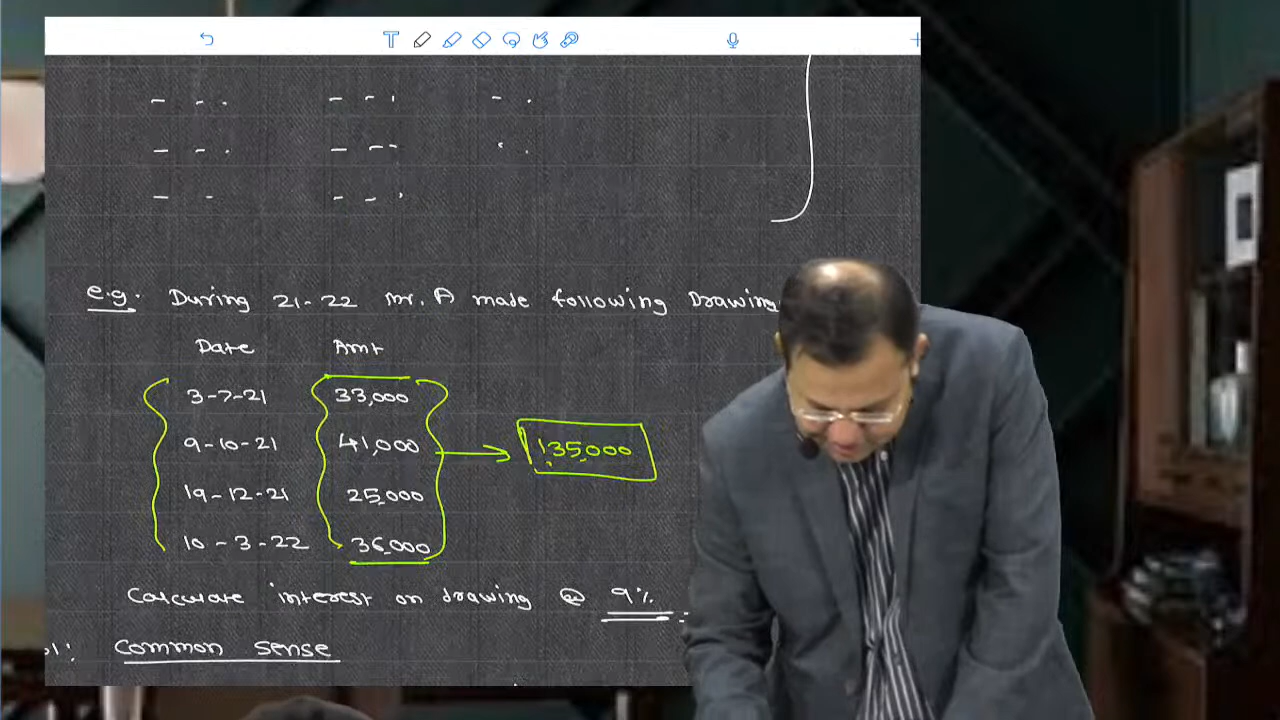 e.g. During 21-22 mr. A made following Drawing
Date Amt
3-7-21 33,000
9-10-21 41,000 135,000
19-12-21 25,000
10-3-22 36,000
Calculate interest on drawing @ 9%
Common sense